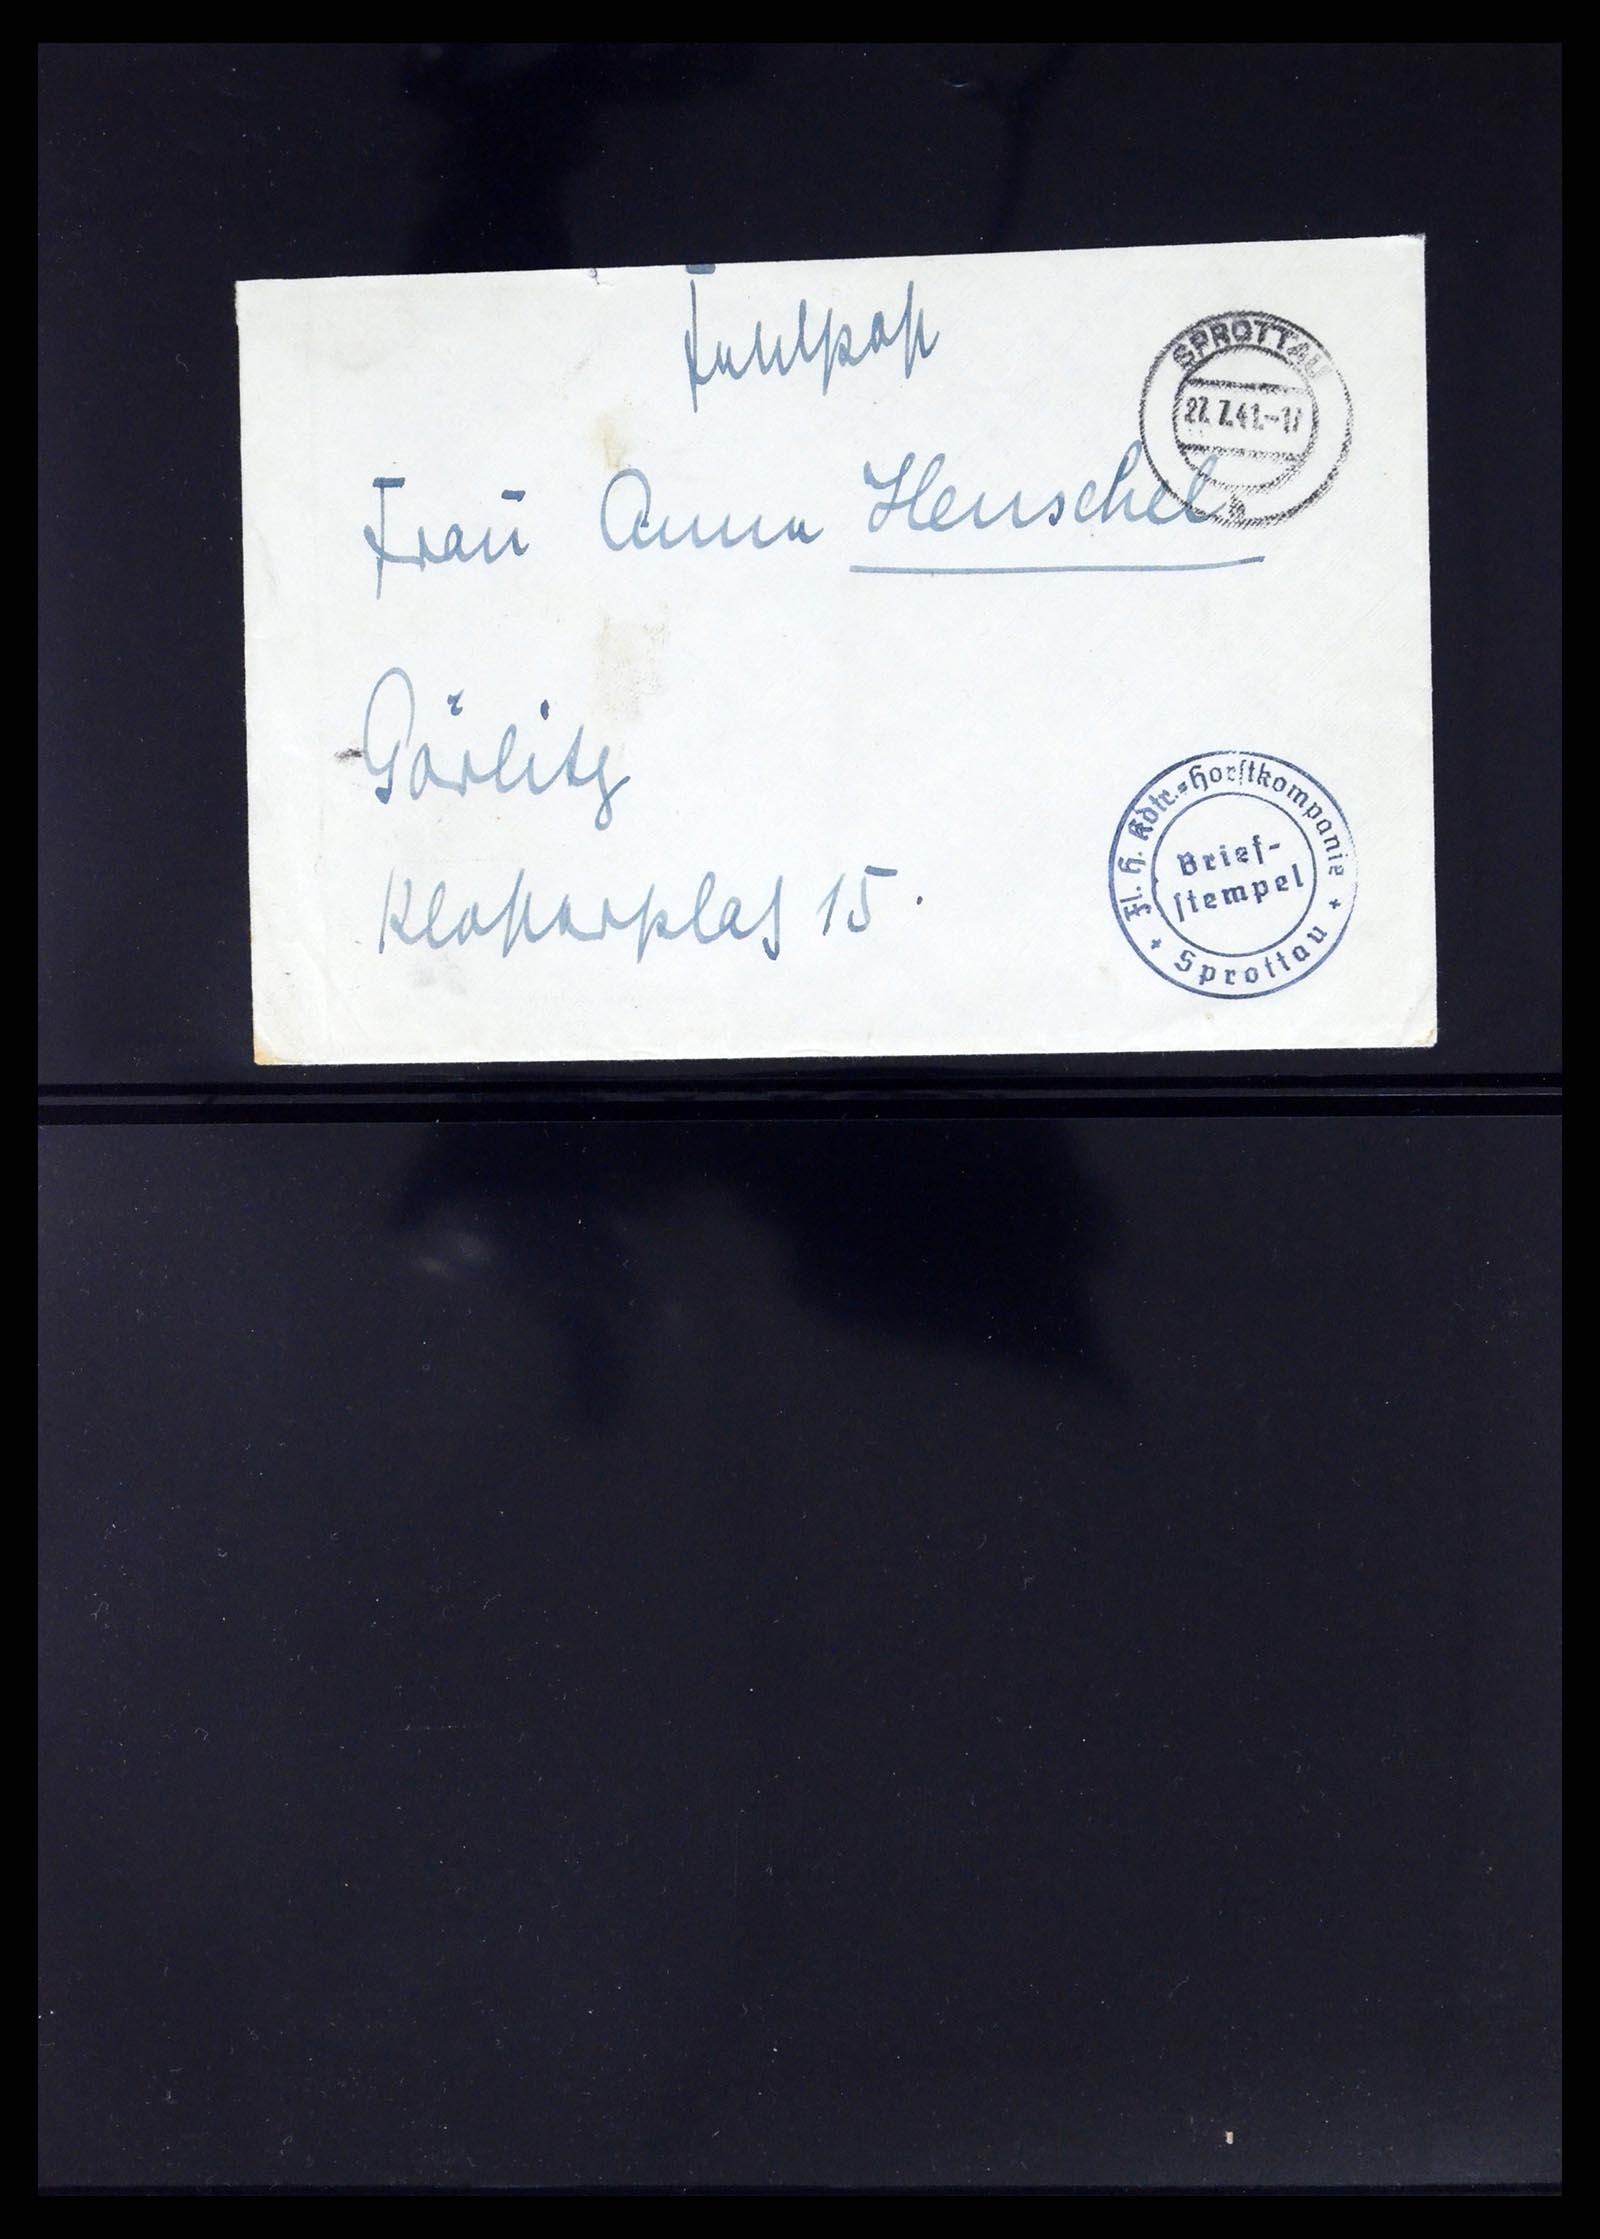 Feldpost
SPROTTAU
27.7.41.-17
Frau Anna Henschel
Görlitz
Klosterplatz 15.
Fl. H. Kdtr.-Horstkompanie
Brief-
stempel
+ Sprottau +